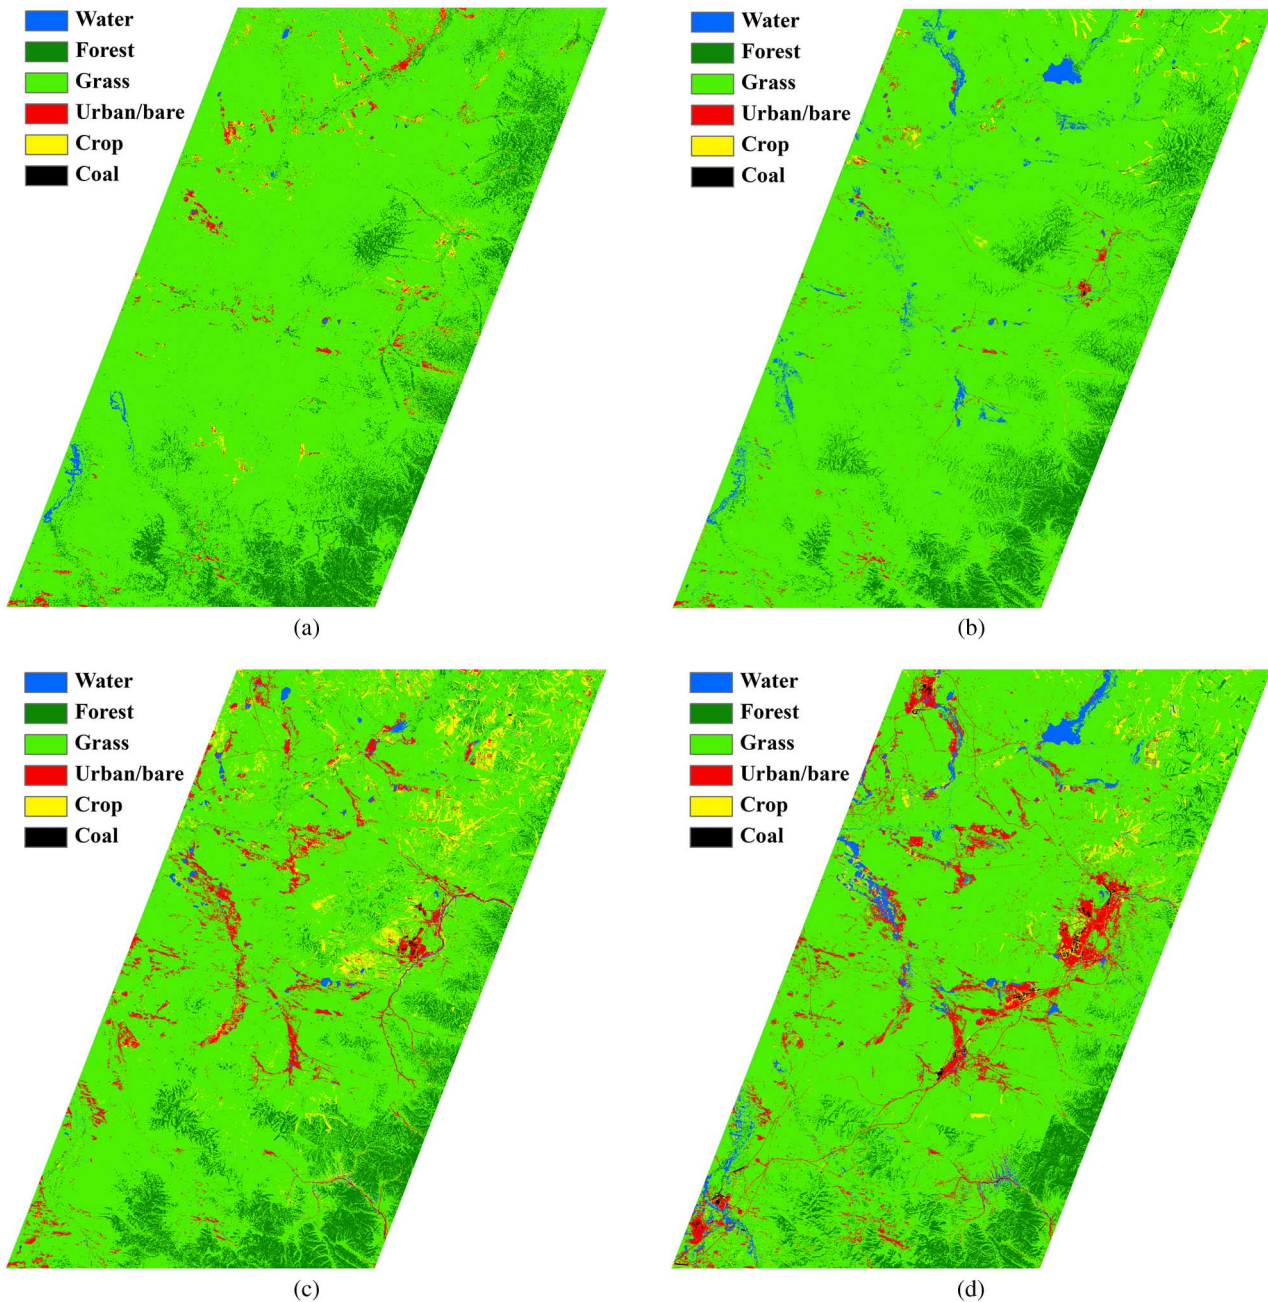 Water
Forest
Grass
Urban/bare
Crop
Coal
(a)
Water
Forest
Grass
Urban/bare
Crop
Coal
(b)
Water
Forest
Grass
Urban/bare
Crop
Coal
(c)
Water
Forest
Grass
Urban/bare
Crop
Coal
(d)